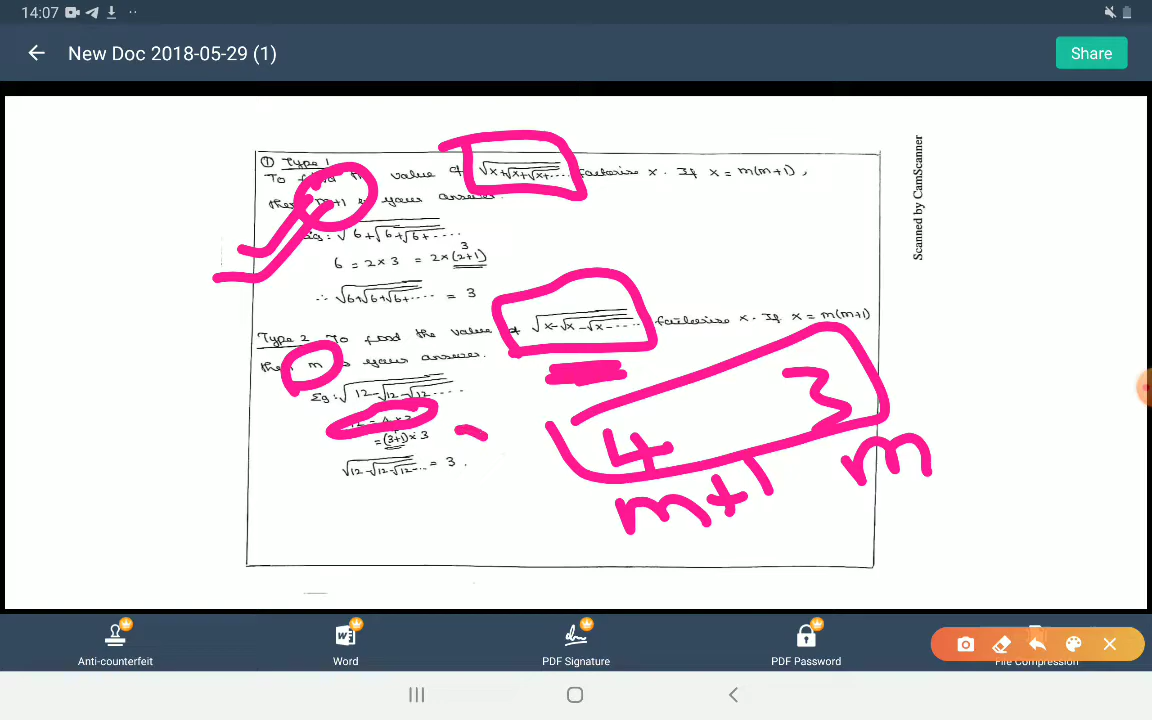 14:07
New Doc 2018-05-29 (1)
Share
① Type 1
To find the value of √x+√x+√x+.... factorise x. If x = m(m+1),
then m+1 is your answer.
Eg: √6+√6+√6+....
3
6 = 2×3 = 2×(2+1)
∴ √6+√6+√6+.... = 3
Type 2 To find the value of √x-√x-√x-.... factorise x. If x = m(m+1)
then m is your answer.
Eg: √12-√12-√12....
12 = 4×3
= (3+1)×3
√12-√12-√12-... = 3.
4 3
m+1 m
Scanned by CamScanner
Anti-counterfeit
Word
PDF Signature
PDF Password
File Compression